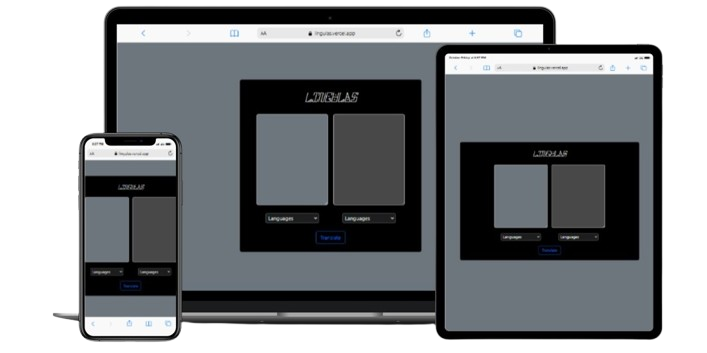 AA lingulas.vercel.app
LINGULAS
Languages Languages
Translate
lingulas.vercel.app
LINGULAS
Languages Languages
Translate
lingulas.vercel.app
LINGULAS
Languages Languages
Translate